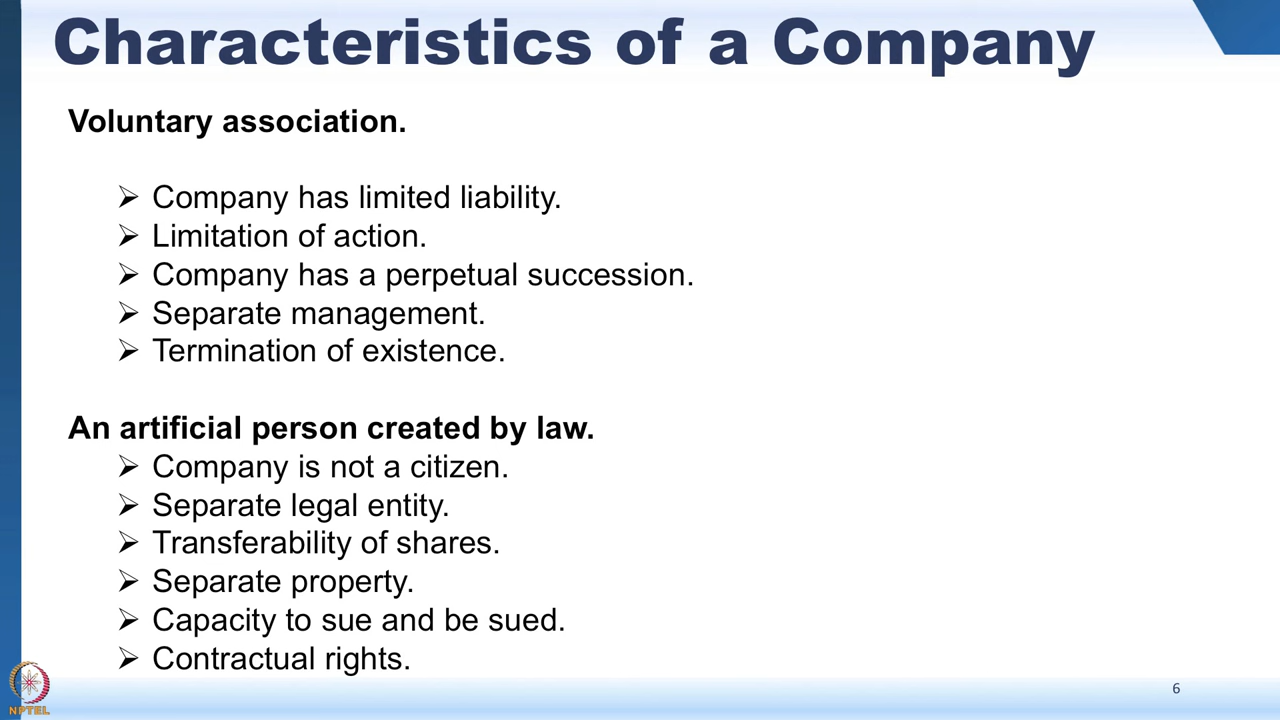 Characteristics of a Company
Voluntary association.
➢ Company has limited liability.
➢ Limitation of action.
➢ Company has a perpetual succession.
➢ Separate management.
➢ Termination of existence.
An artificial person created by law.
➢ Company is not a citizen.
➢ Separate legal entity.
➢ Transferability of shares.
➢ Separate property.
➢ Capacity to sue and be sued.
➢ Contractual rights.
NPTEL
6